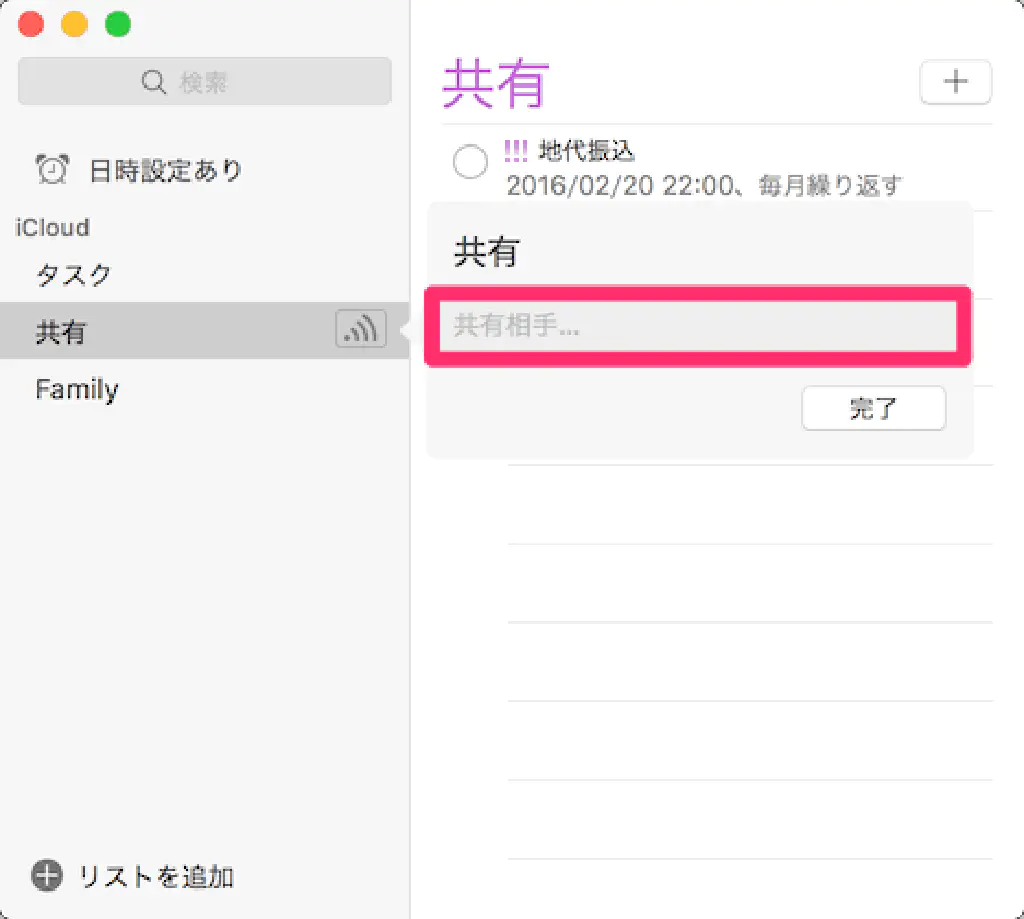 検索
日時設定あり
iCloud
タスク
共有
Family
リストを追加
共有
!!! 地代振込
2016/02/20 22:00、毎月繰り返す
共有
共有相手...
完了